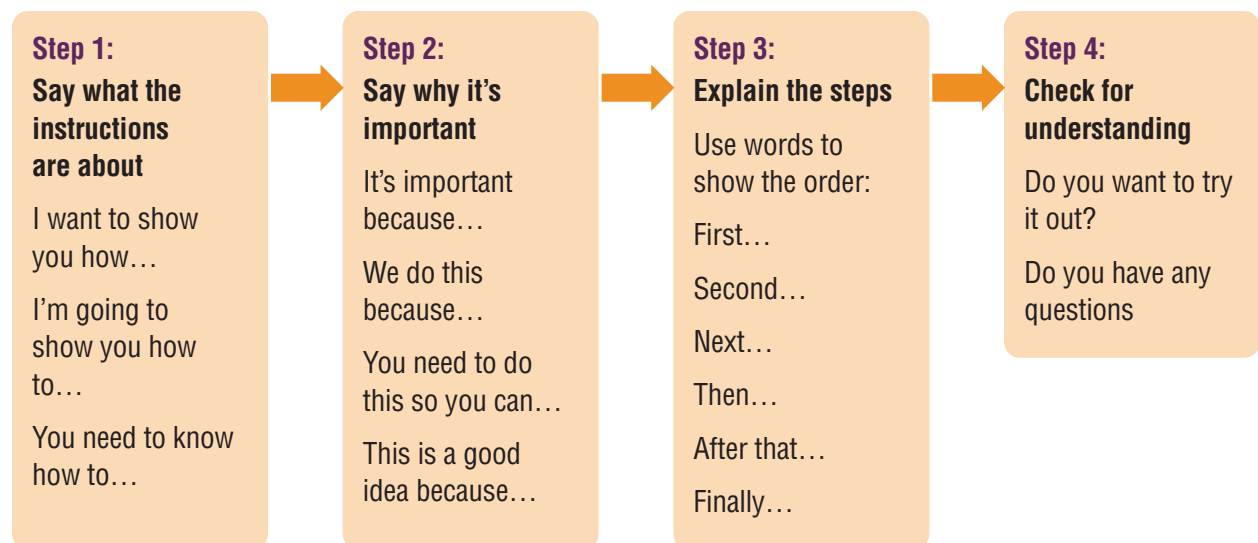 Step 1:
Say what the
instructions
are about
I want to show
you how…
I’m going to
show you how
to…
You need to know
how to…
Step 2:
Say why it’s
important
It’s important
because…
We do this
because…
You need to do
this so you can…
This is a good
idea because…
Step 3:
Explain the steps
Use words to
show the order:
First…
Second…
Next…
Then…
After that…
Finally…
Step 4:
Check for
understanding
Do you want to try
it out?
Do you have any
questions